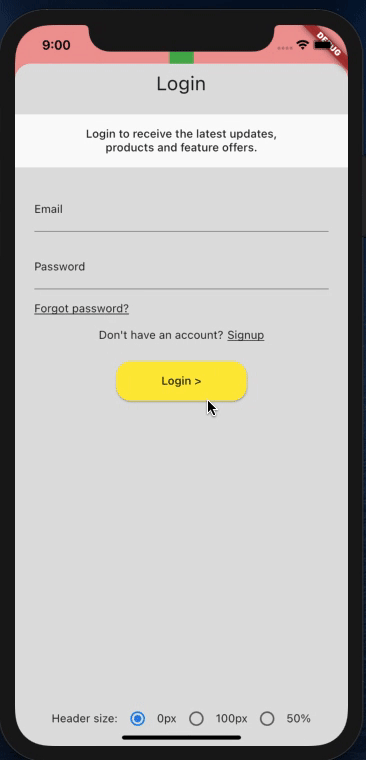 9:00
DEBUG
Login
Login to receive the latest updates,
products and feature offers.
Email
Password
Forgot password?
Don't have an account? Signup
Login >
Header size: 0px 100px 50%